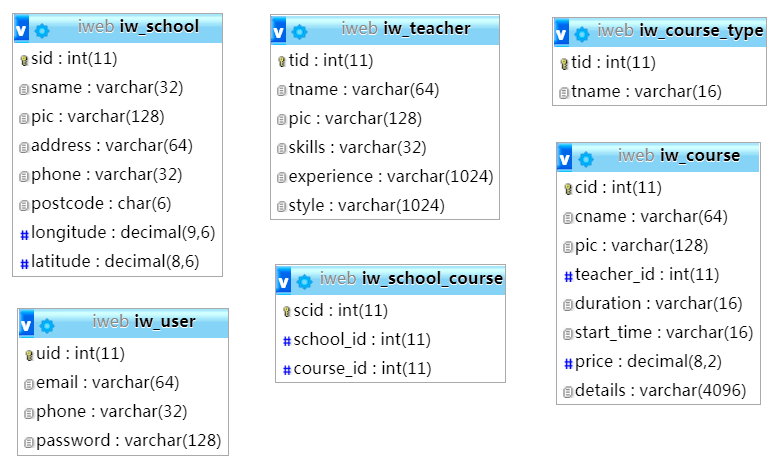 iweb iw_school
sid : int(11)
sname : varchar(32)
pic : varchar(128)
address : varchar(64)
phone : varchar(32)
postcode : char(6)
longitude : decimal(9,6)
latitude : decimal(8,6)
iweb iw_user
uid : int(11)
email : varchar(64)
phone : varchar(32)
password : varchar(128)
iweb iw_teacher
tid : int(11)
tname : varchar(64)
pic : varchar(128)
skills : varchar(32)
experience : varchar(1024)
style : varchar(1024)
iweb iw_school_course
scid : int(11)
school_id : int(11)
course_id : int(11)
iweb iw_course_type
tid : int(11)
tname : varchar(16)
iweb iw_course
cid : int(11)
cname : varchar(64)
pic : varchar(128)
teacher_id : int(11)
duration : varchar(16)
start_time : varchar(16)
price : decimal(8,2)
details : varchar(4096)